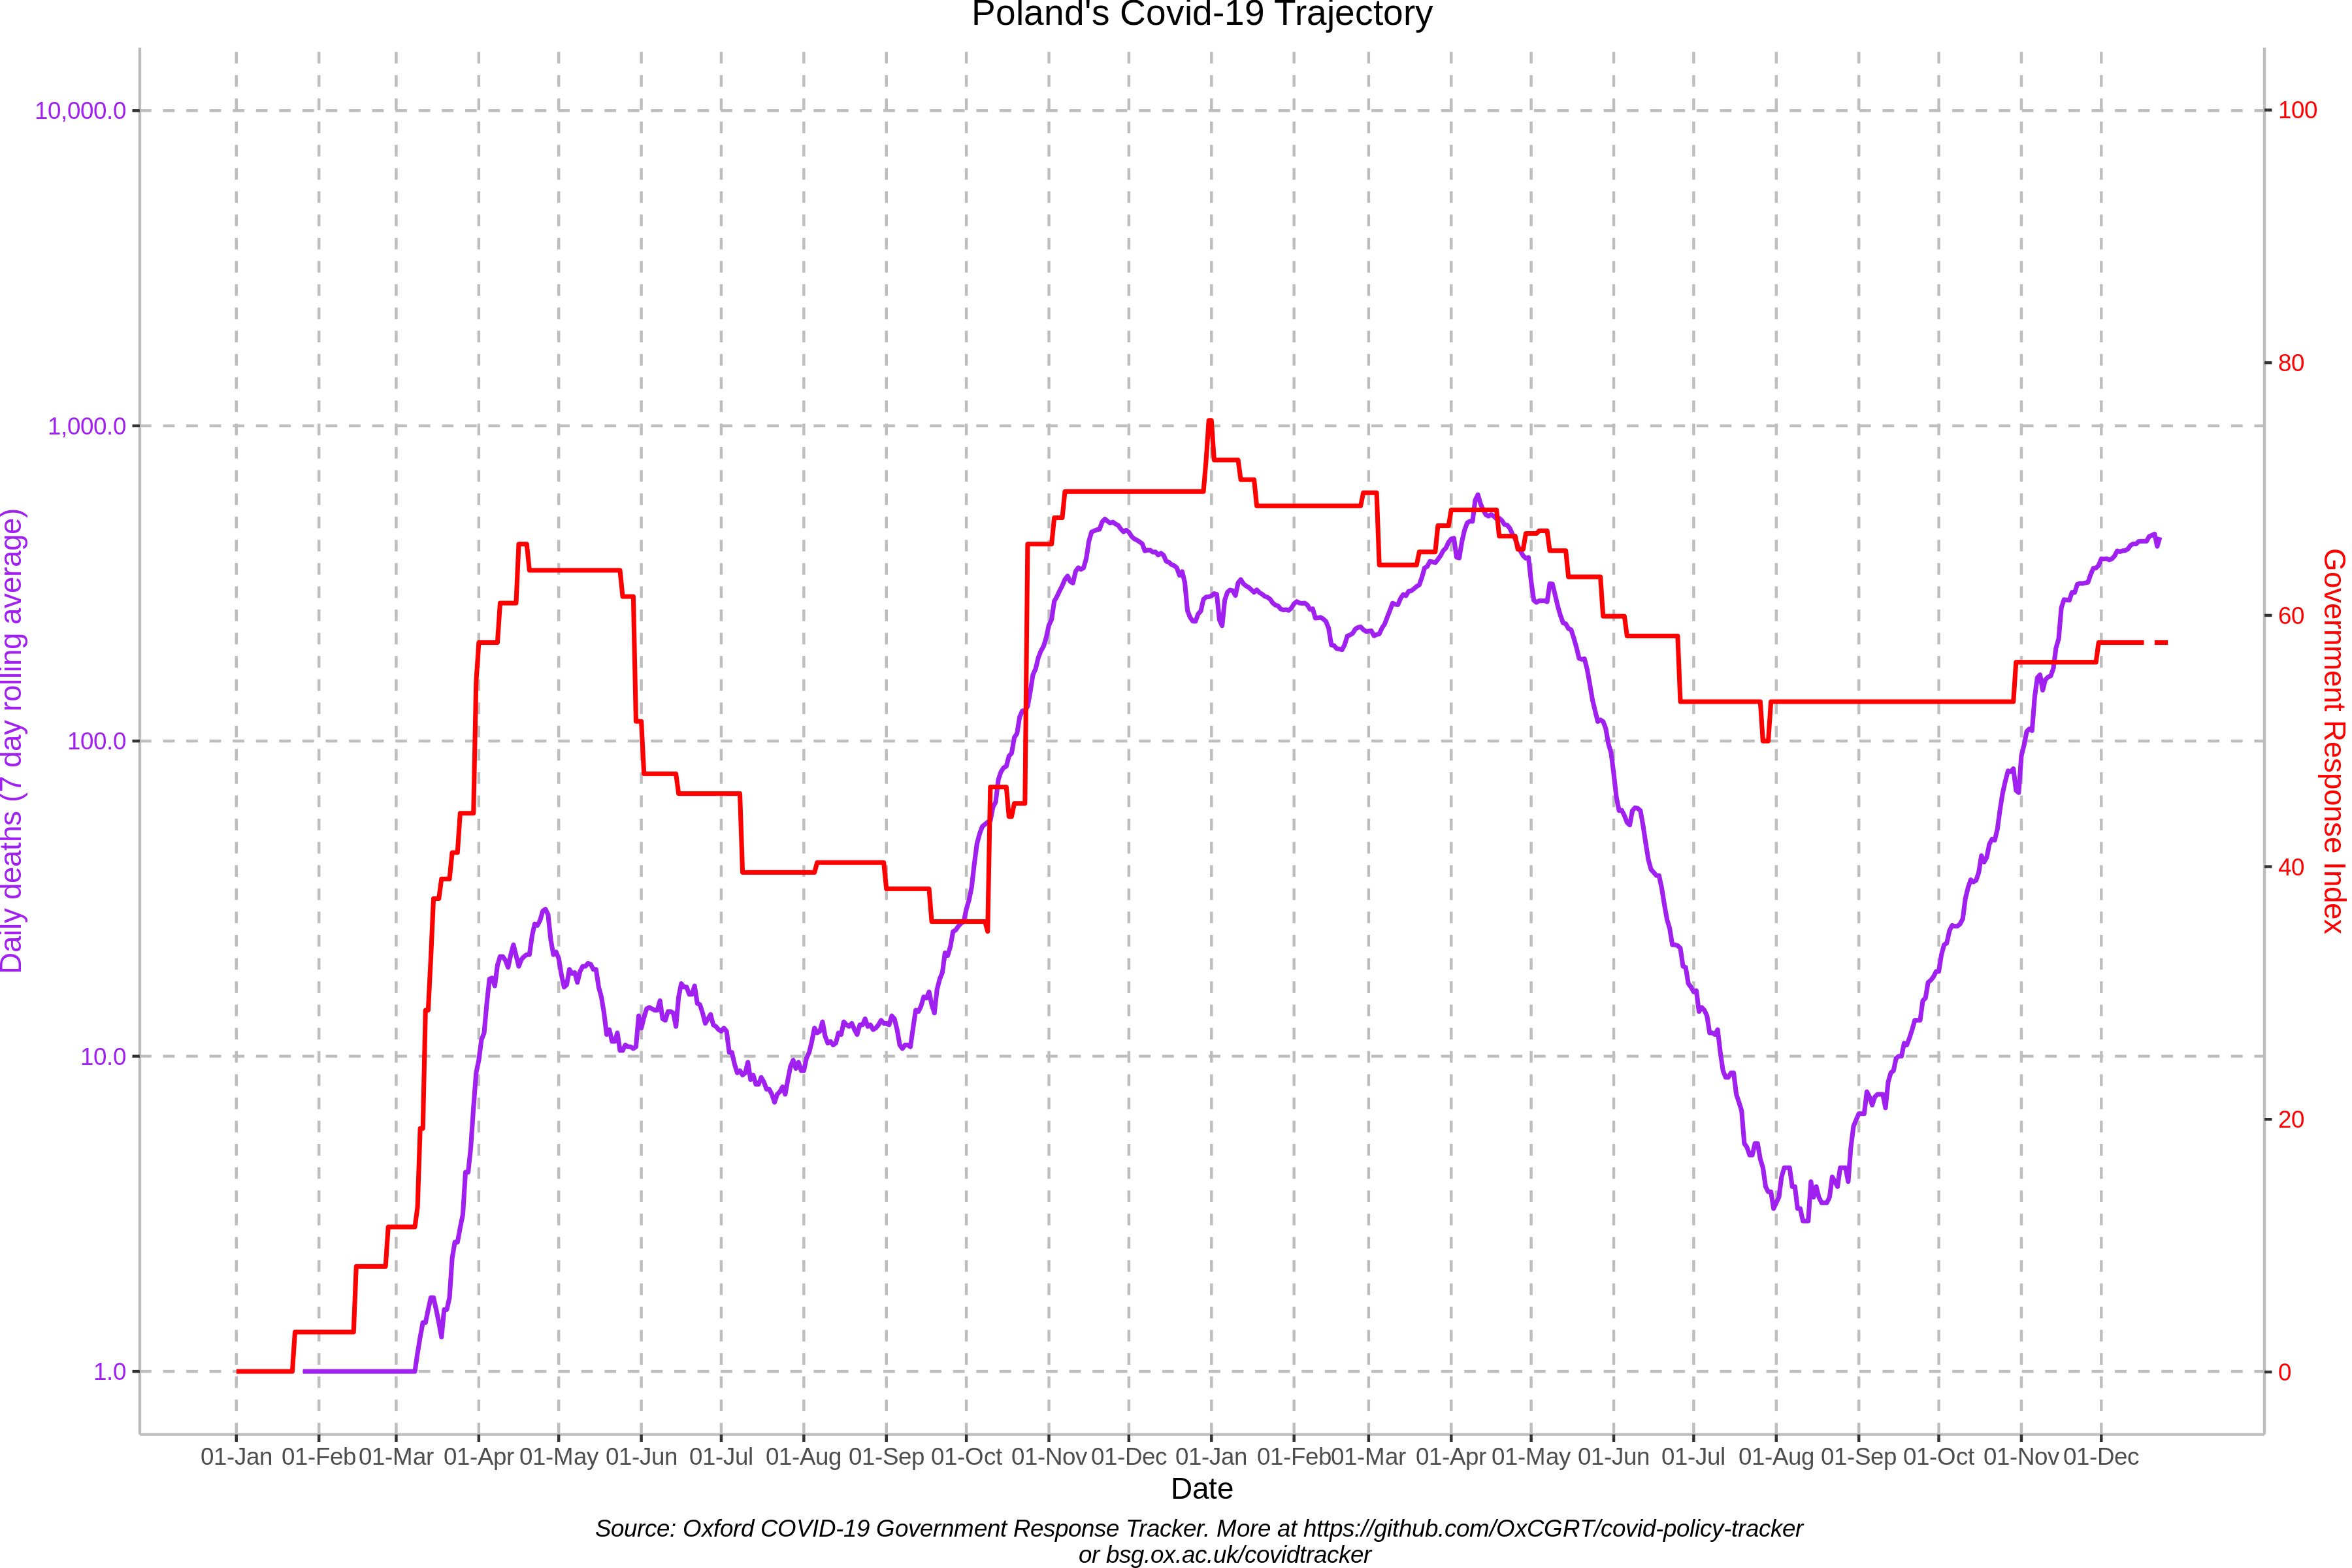 Poland's Covid-19 Trajectory
Daily deaths (7 day rolling average)
10,000.0
1,000.0
100.0
10.0
1.0
100
80
60
40
20
0
Government Response Index
01-Jan 01-Feb 01-Mar 01-Apr 01-May 01-Jun 01-Jul 01-Aug 01-Sep 01-Oct 01-Nov 01-Dec 01-Jan 01-Feb 01-Mar 01-Apr 01-May 01-Jun 01-Jul 01-Aug 01-Sep 01-Oct 01-Nov 01-Dec
Date
Source: Oxford COVID-19 Government Response Tracker. More at https://github.com/OxCGRT/covid-policy-tracker
or bsg.ox.ac.uk/covidtracker